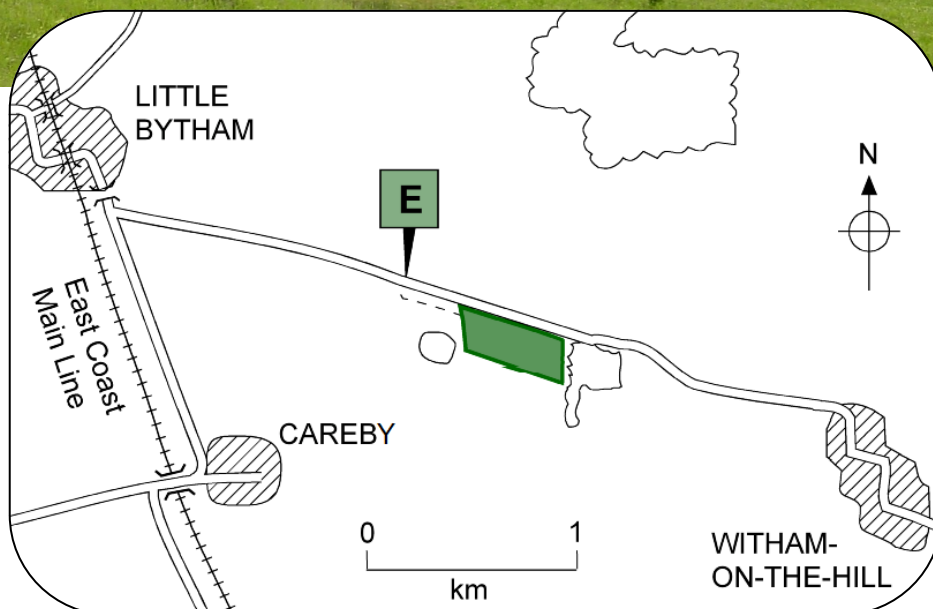 LITTLE
BYTHAM
N
E
East Coast
Main Line
CAREBY
0 1
km
WITHAM-
ON-THE-HILL